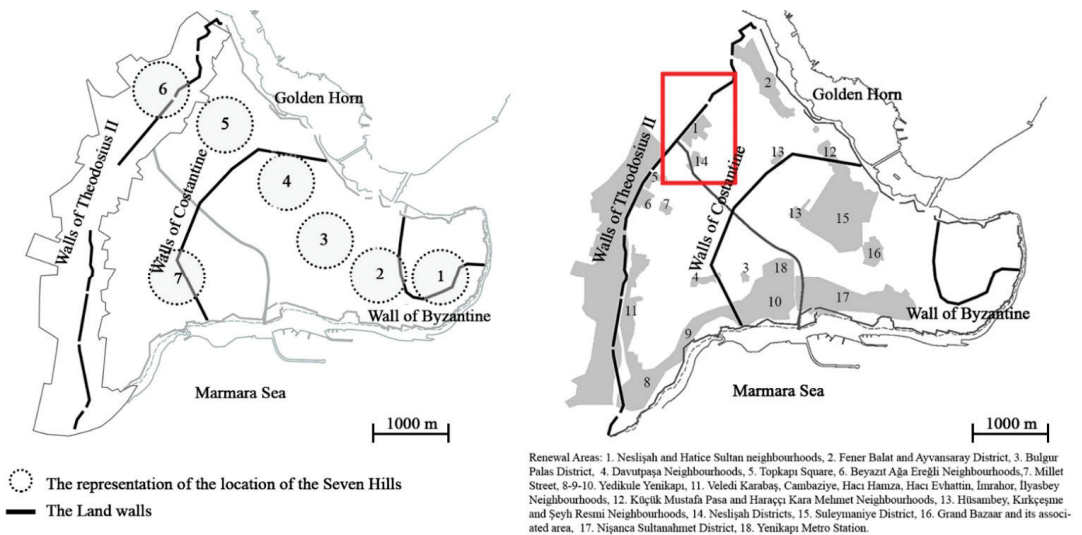 6
5
4
3
2
1
7
Golden Horn
Walls of Theodosius II
Walls of Costantine
Wall of Byzantine
Marmara Sea
1000 m
The representation of the location of the Seven Hills
The Land walls
2
Golden Horn
1
14
13
12
5
6
7
13
15
16
4
3
18
10
17
11
9
8
Walls of Theodosius II
Walls of Costantine
Wall of Byzantine
Marmara Sea
1000 m
Renewal Areas: 1. Neslişah and Hatice Sultan neighbourhoods, 2. Fener Balat and Ayvansaray District, 3. Bulgur
Palas District, 4. Davutpaşa Neighbourhoods, 5. Topkapı Square, 6. Beyazıt Ağa Ereğli Neighbourhoods,7. Millet
Street, 8-9-10. Yedikule Yenikapı, 11. Veledi Karabaş, Cambaziye, Hacı Hamza, Hacı Evhattin, İmrahor, İlyasbey
Neighbourhoods, 12. Küçük Mustafa Pasa and Haraççı Kara Mehmet Neighbourhoods, 13. Hüsambey, Kırkçeşme
and Şeyh Resmi Neighbourhoods, 14. Neslişah Districts, 15. Suleymaniye District, 16. Grand Bazaar and its associ-
ated area, 17. Nişanca Sultanahmet District, 18. Yenikapı Metro Station.